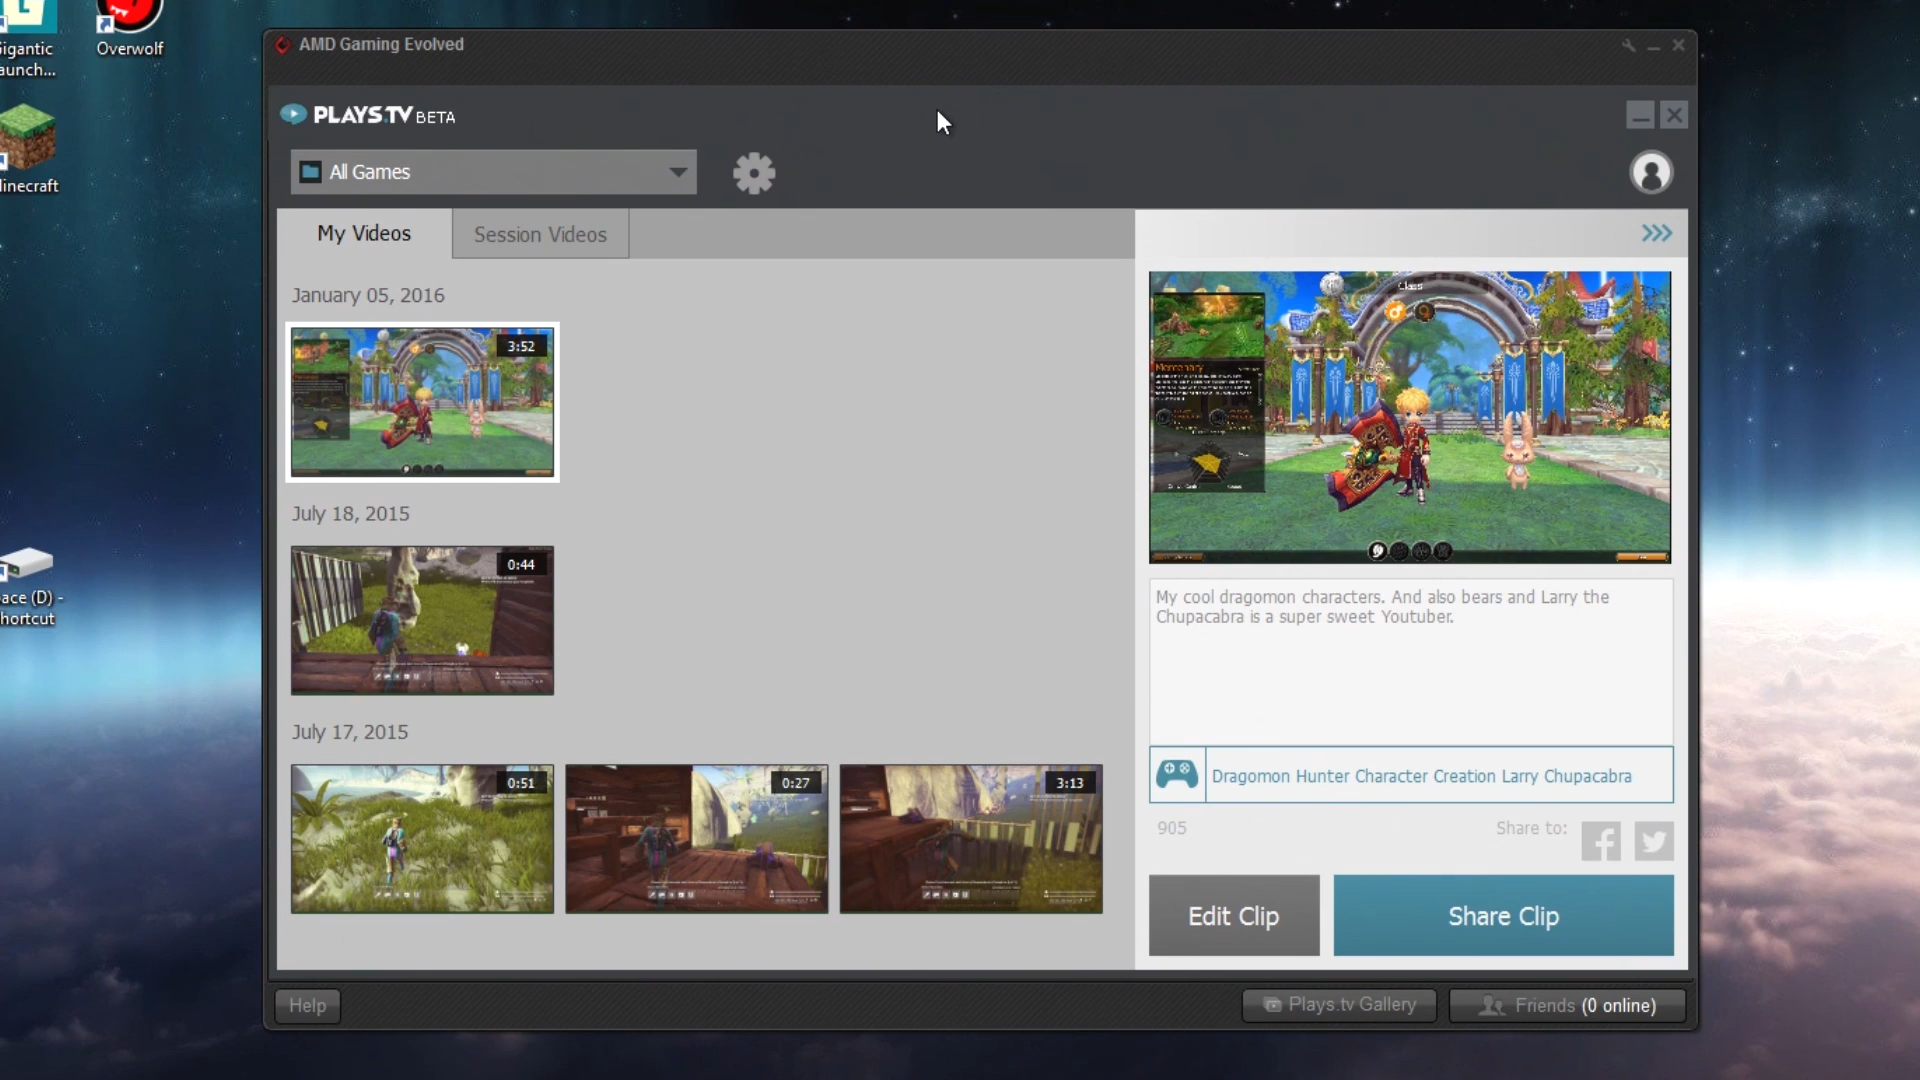 igantic
aunch...
Overwolf
inecraft
ace (D) -
hortcut
AMD Gaming Evolved
PLAYS.TV BETA
All Games
My Videos
Session Videos
January 05, 2016
3:52
July 18, 2015
0:44
July 17, 2015
0:51
0:27
3:13
Class
Mercenary
My cool dragomon characters. And also bears and Larry the
Chupacabra is a super sweet Youtuber.
Dragomon Hunter Character Creation Larry Chupacabra
905
Share to:
Edit Clip
Share Clip
Help
Plays.tv Gallery
Friends (0 online)